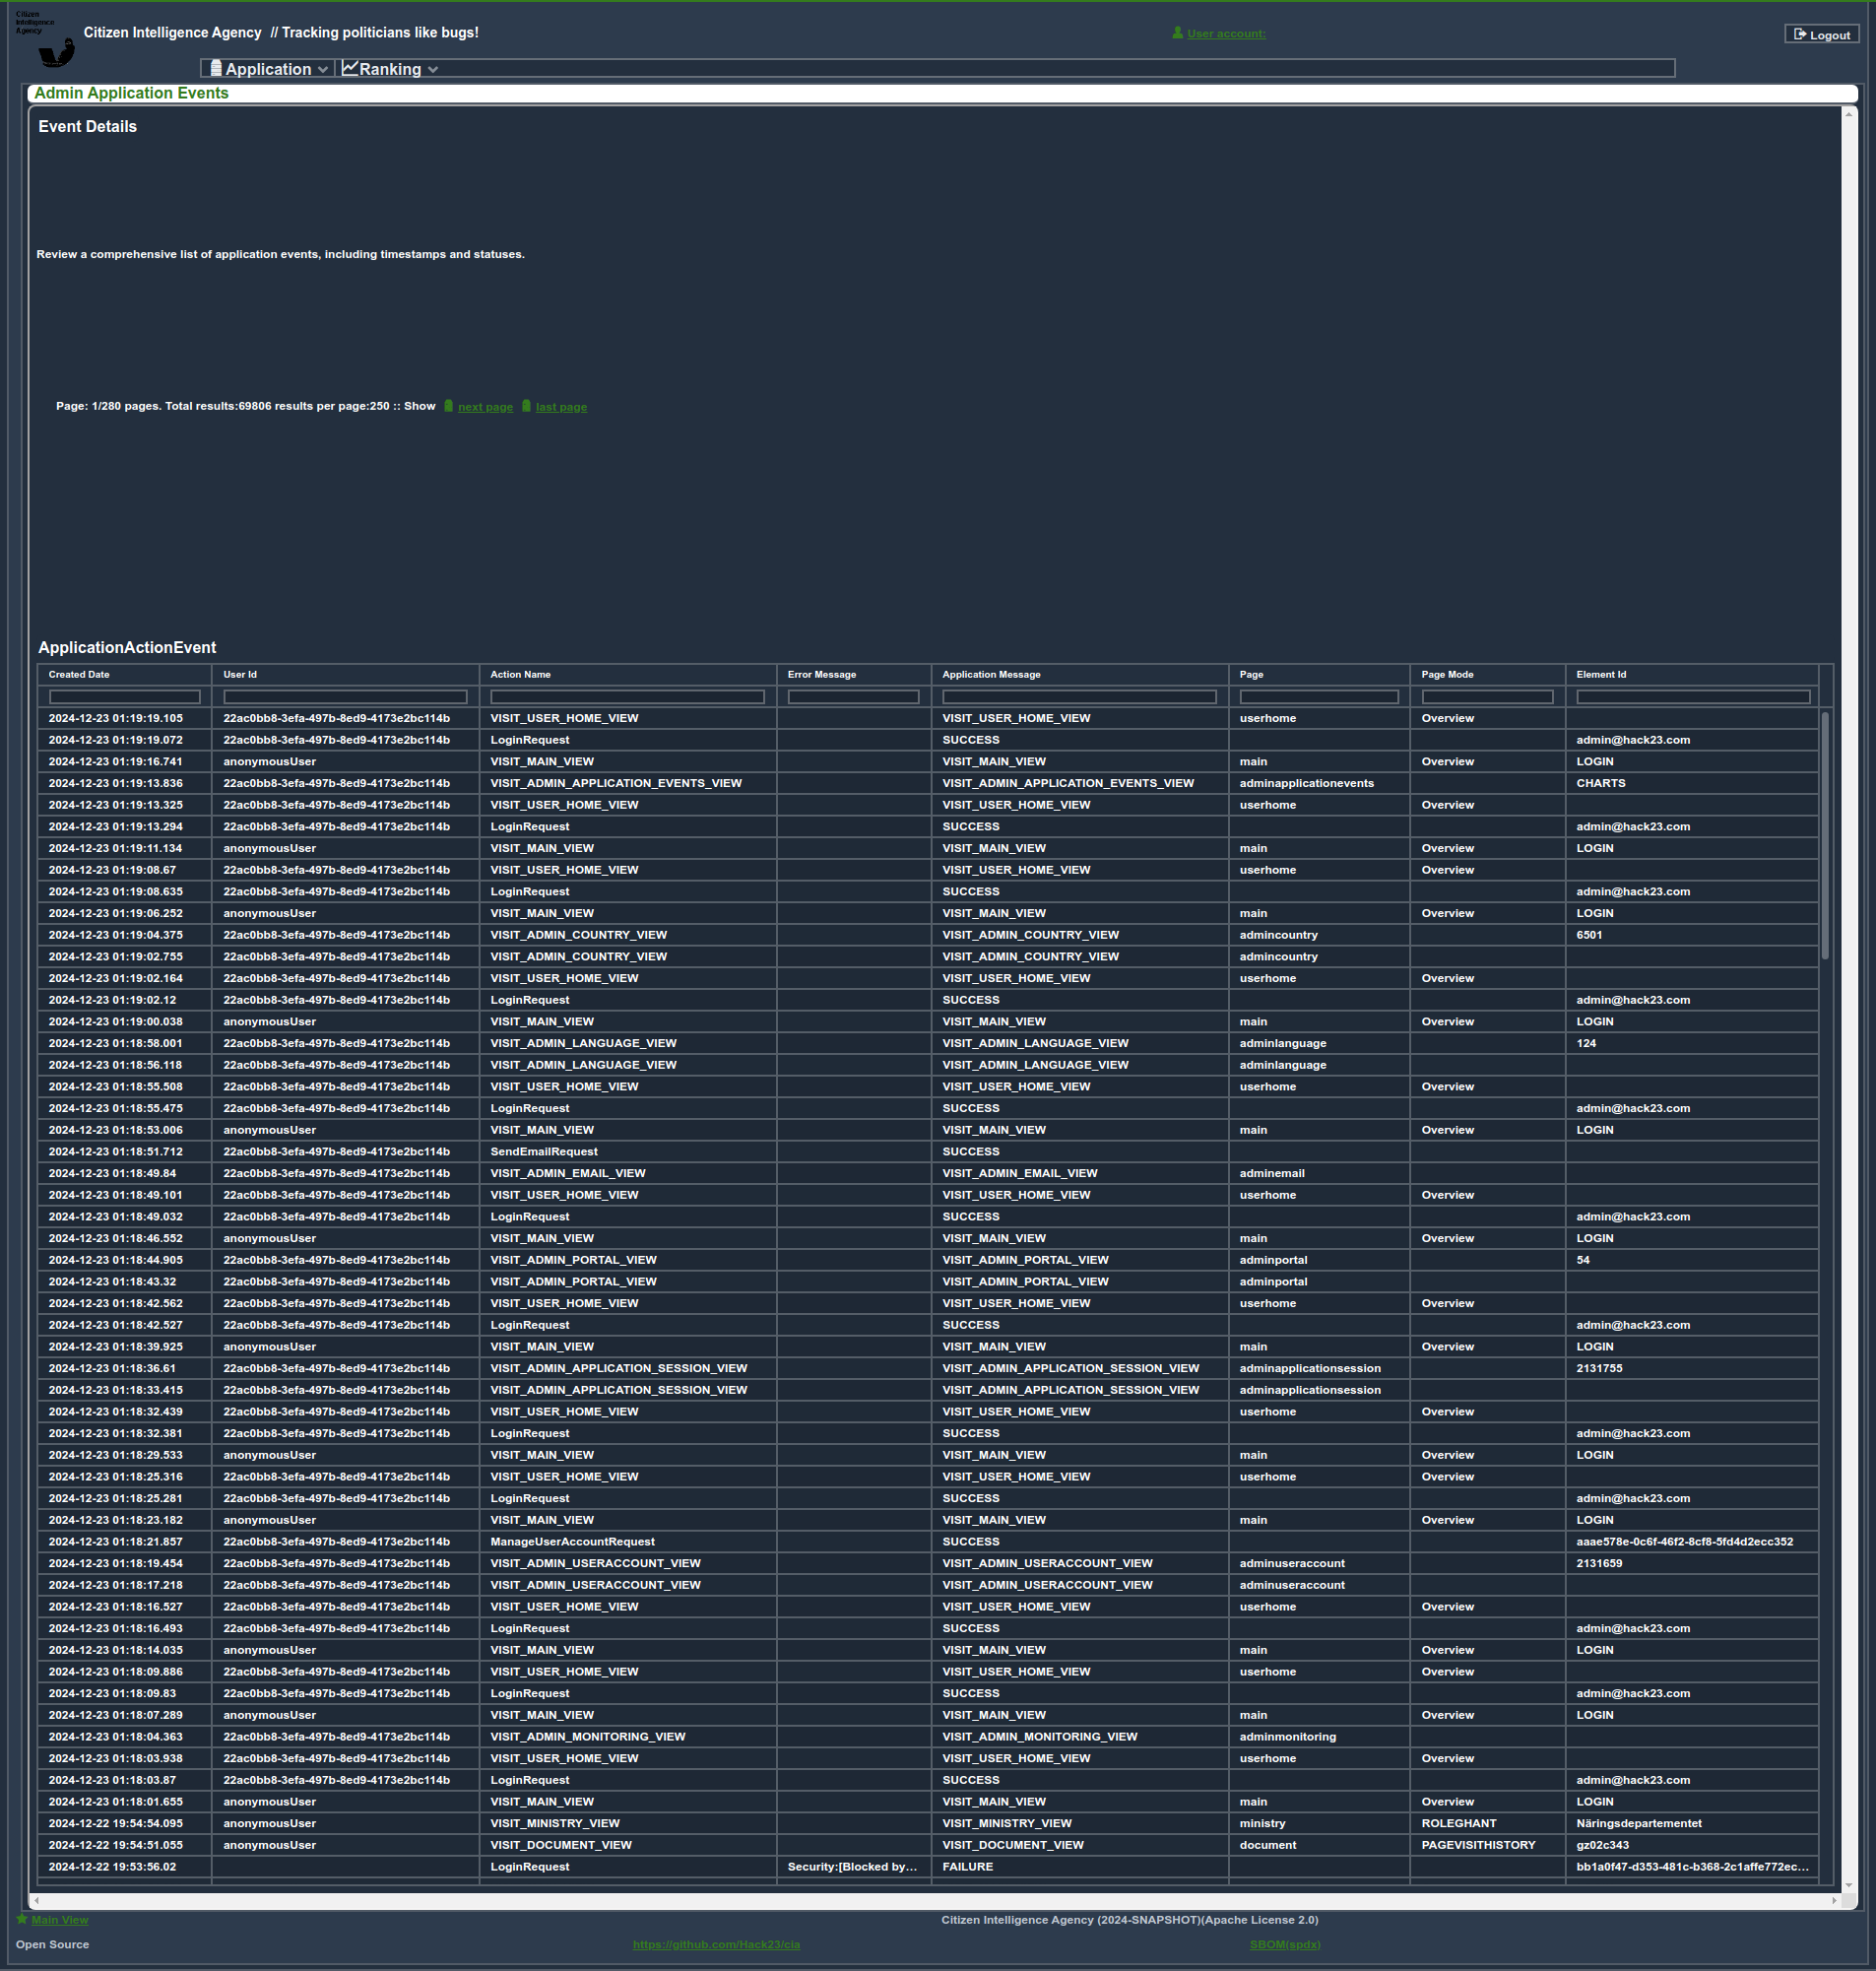 Citizen
Intelligence
Agency
Citizen Intelligence Agency // Tracking politicians like bugs!
User account:
Logout
Application Ranking
Admin Application Events
Event Details
Review a comprehensive list of application events, including timestamps and statuses.
Page: 1/280 pages. Total results:69806 results per page:250 :: Show next page last page
ApplicationActionEvent
Created Date User Id Action Name Error Message Application Message Page Page Mode Element Id
2024-12-23 01:19:19.105 22ac0bb8-3efa-497b-8ed9-4173e2bc114b VISIT_USER_HOME_VIEW VISIT_USER_HOME_VIEW userhome Overview
2024-12-23 01:19:19.072 22ac0bb8-3efa-497b-8ed9-4173e2bc114b LoginRequest SUCCESS admin@hack23.com
2024-12-23 01:19:16.741 anonymousUser VISIT_MAIN_VIEW VISIT_MAIN_VIEW main Overview LOGIN
2024-12-23 01:19:13.836 22ac0bb8-3efa-497b-8ed9-4173e2bc114b VISIT_ADMIN_APPLICATION_EVENTS_VIEW VISIT_ADMIN_APPLICATION_EVENTS_VIEW adminapplicationevents CHARTS
2024-12-23 01:19:13.325 22ac0bb8-3efa-497b-8ed9-4173e2bc114b VISIT_USER_HOME_VIEW VISIT_USER_HOME_VIEW userhome Overview
2024-12-23 01:19:13.294 22ac0bb8-3efa-497b-8ed9-4173e2bc114b LoginRequest SUCCESS admin@hack23.com
2024-12-23 01:19:11.134 anonymousUser VISIT_MAIN_VIEW VISIT_MAIN_VIEW main Overview LOGIN
2024-12-23 01:19:08.67 22ac0bb8-3efa-497b-8ed9-4173e2bc114b VISIT_USER_HOME_VIEW VISIT_USER_HOME_VIEW userhome Overview
2024-12-23 01:19:08.635 22ac0bb8-3efa-497b-8ed9-4173e2bc114b LoginRequest SUCCESS admin@hack23.com
2024-12-23 01:19:06.252 anonymousUser VISIT_MAIN_VIEW VISIT_MAIN_VIEW main Overview LOGIN
2024-12-23 01:19:04.375 22ac0bb8-3efa-497b-8ed9-4173e2bc114b VISIT_ADMIN_COUNTRY_VIEW VISIT_ADMIN_COUNTRY_VIEW admincountry 6501
2024-12-23 01:19:02.755 22ac0bb8-3efa-497b-8ed9-4173e2bc114b VISIT_ADMIN_COUNTRY_VIEW VISIT_ADMIN_COUNTRY_VIEW admincountry
2024-12-23 01:19:02.164 22ac0bb8-3efa-497b-8ed9-4173e2bc114b VISIT_USER_HOME_VIEW VISIT_USER_HOME_VIEW userhome Overview
2024-12-23 01:19:02.12 22ac0bb8-3efa-497b-8ed9-4173e2bc114b LoginRequest SUCCESS admin@hack23.com
2024-12-23 01:19:00.038 anonymousUser VISIT_MAIN_VIEW VISIT_MAIN_VIEW main Overview LOGIN
2024-12-23 01:18:58.001 22ac0bb8-3efa-497b-8ed9-4173e2bc114b VISIT_ADMIN_LANGUAGE_VIEW VISIT_ADMIN_LANGUAGE_VIEW adminlanguage 124
2024-12-23 01:18:56.118 22ac0bb8-3efa-497b-8ed9-4173e2bc114b VISIT_ADMIN_LANGUAGE_VIEW VISIT_ADMIN_LANGUAGE_VIEW adminlanguage
2024-12-23 01:18:55.508 22ac0bb8-3efa-497b-8ed9-4173e2bc114b VISIT_USER_HOME_VIEW VISIT_USER_HOME_VIEW userhome Overview
2024-12-23 01:18:55.475 22ac0bb8-3efa-497b-8ed9-4173e2bc114b LoginRequest SUCCESS admin@hack23.com
2024-12-23 01:18:53.006 anonymousUser VISIT_MAIN_VIEW VISIT_MAIN_VIEW main Overview LOGIN
2024-12-23 01:18:51.712 22ac0bb8-3efa-497b-8ed9-4173e2bc114b SendEmailRequest SUCCESS
2024-12-23 01:18:49.84 22ac0bb8-3efa-497b-8ed9-4173e2bc114b VISIT_ADMIN_EMAIL_VIEW VISIT_ADMIN_EMAIL_VIEW adminemail
2024-12-23 01:18:49.101 22ac0bb8-3efa-497b-8ed9-4173e2bc114b VISIT_USER_HOME_VIEW VISIT_USER_HOME_VIEW userhome Overview
2024-12-23 01:18:49.032 22ac0bb8-3efa-497b-8ed9-4173e2bc114b LoginRequest SUCCESS admin@hack23.com
2024-12-23 01:18:46.552 anonymousUser VISIT_MAIN_VIEW VISIT_MAIN_VIEW main Overview LOGIN
2024-12-23 01:18:44.905 22ac0bb8-3efa-497b-8ed9-4173e2bc114b VISIT_ADMIN_PORTAL_VIEW VISIT_ADMIN_PORTAL_VIEW adminportal 54
2024-12-23 01:18:43.32 22ac0bb8-3efa-497b-8ed9-4173e2bc114b VISIT_ADMIN_PORTAL_VIEW VISIT_ADMIN_PORTAL_VIEW adminportal
2024-12-23 01:18:42.562 22ac0bb8-3efa-497b-8ed9-4173e2bc114b VISIT_USER_HOME_VIEW VISIT_USER_HOME_VIEW userhome Overview
2024-12-23 01:18:42.527 22ac0bb8-3efa-497b-8ed9-4173e2bc114b LoginRequest SUCCESS admin@hack23.com
2024-12-23 01:18:39.925 anonymousUser VISIT_MAIN_VIEW VISIT_MAIN_VIEW main Overview LOGIN
2024-12-23 01:18:36.61 22ac0bb8-3efa-497b-8ed9-4173e2bc114b VISIT_ADMIN_APPLICATION_SESSION_VIEW VISIT_ADMIN_APPLICATION_SESSION_VIEW adminapplicationsession 2131755
2024-12-23 01:18:33.415 22ac0bb8-3efa-497b-8ed9-4173e2bc114b VISIT_ADMIN_APPLICATION_SESSION_VIEW VISIT_ADMIN_APPLICATION_SESSION_VIEW adminapplicationsession
2024-12-23 01:18:32.439 22ac0bb8-3efa-497b-8ed9-4173e2bc114b VISIT_USER_HOME_VIEW VISIT_USER_HOME_VIEW userhome Overview
2024-12-23 01:18:32.381 22ac0bb8-3efa-497b-8ed9-4173e2bc114b LoginRequest SUCCESS admin@hack23.com
2024-12-23 01:18:29.533 anonymousUser VISIT_MAIN_VIEW VISIT_MAIN_VIEW main Overview LOGIN
2024-12-23 01:18:25.316 22ac0bb8-3efa-497b-8ed9-4173e2bc114b VISIT_USER_HOME_VIEW VISIT_USER_HOME_VIEW userhome Overview
2024-12-23 01:18:25.281 22ac0bb8-3efa-497b-8ed9-4173e2bc114b LoginRequest SUCCESS admin@hack23.com
2024-12-23 01:18:23.182 anonymousUser VISIT_MAIN_VIEW VISIT_MAIN_VIEW main Overview LOGIN
2024-12-23 01:18:21.857 22ac0bb8-3efa-497b-8ed9-4173e2bc114b ManageUserAccountRequest SUCCESS aaae578e-0c6f-46f2-8cf8-5fd4d2ecc352
2024-12-23 01:18:19.454 22ac0bb8-3efa-497b-8ed9-4173e2bc114b VISIT_ADMIN_USERACCOUNT_VIEW VISIT_ADMIN_USERACCOUNT_VIEW adminuseraccount 2131659
2024-12-23 01:18:17.218 22ac0bb8-3efa-497b-8ed9-4173e2bc114b VISIT_ADMIN_USERACCOUNT_VIEW VISIT_ADMIN_USERACCOUNT_VIEW adminuseraccount
2024-12-23 01:18:16.527 22ac0bb8-3efa-497b-8ed9-4173e2bc114b VISIT_USER_HOME_VIEW VISIT_USER_HOME_VIEW userhome Overview
2024-12-23 01:18:16.493 22ac0bb8-3efa-497b-8ed9-4173e2bc114b LoginRequest SUCCESS admin@hack23.com
2024-12-23 01:18:14.035 anonymousUser VISIT_MAIN_VIEW VISIT_MAIN_VIEW main Overview LOGIN
2024-12-23 01:18:09.886 22ac0bb8-3efa-497b-8ed9-4173e2bc114b VISIT_USER_HOME_VIEW VISIT_USER_HOME_VIEW userhome Overview
2024-12-23 01:18:09.83 22ac0bb8-3efa-497b-8ed9-4173e2bc114b LoginRequest SUCCESS admin@hack23.com
2024-12-23 01:18:07.289 anonymousUser VISIT_MAIN_VIEW VISIT_MAIN_VIEW main Overview LOGIN
2024-12-23 01:18:04.363 22ac0bb8-3efa-497b-8ed9-4173e2bc114b VISIT_ADMIN_MONITORING_VIEW VISIT_ADMIN_MONITORING_VIEW adminmonitoring
2024-12-23 01:18:03.938 22ac0bb8-3efa-497b-8ed9-4173e2bc114b VISIT_USER_HOME_VIEW VISIT_USER_HOME_VIEW userhome Overview
2024-12-23 01:18:03.87 22ac0bb8-3efa-497b-8ed9-4173e2bc114b LoginRequest SUCCESS admin@hack23.com
2024-12-23 01:18:01.655 anonymousUser VISIT_MAIN_VIEW VISIT_MAIN_VIEW main Overview LOGIN
2024-12-22 19:54:54.095 anonymousUser VISIT_MINISTRY_VIEW VISIT_MINISTRY_VIEW ministry ROLEGHANT Näringsdepartementet
2024-12-22 19:54:51.055 anonymousUser VISIT_DOCUMENT_VIEW VISIT_DOCUMENT_VIEW document PAGEVISITHISTORY gz02c343
2024-12-22 19:53:56.02 LoginRequest Security:[Blocked by... FAILURE bb1a0f47-d353-481c-b368-2c1affe772ec...
Main View Citizen Intelligence Agency (2024-SNAPSHOT)(Apache License 2.0)
Open Source https://github.com/Hack23/cia SBOM(spdx)